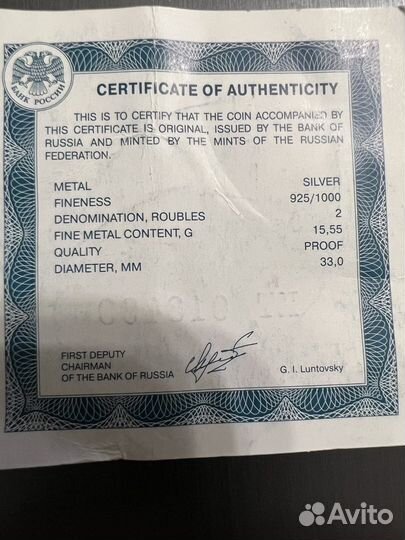 БАНК РОССИИ
CERTIFICATE OF AUTHENTICITY
THIS IS TO CERTIFY THAT THE COIN ACCOMPANIED BY
THIS CERTIFICATE IS ORIGINAL, ISSUED BY THE BANK OF
RUSSIA AND MINTED BY THE MINTS OF THE RUSSIAN
FEDERATION.
METAL SILVER
FINENESS 925/1000
DENOMINATION, ROUBLES 2
FINE METAL CONTENT, G 15,55
QUALITY PROOF
DIAMETER, MM 33,0
FIRST DEPUTY
CHAIRMAN
OF THE BANK OF RUSSIA
G. I. Luntovsky
Avito